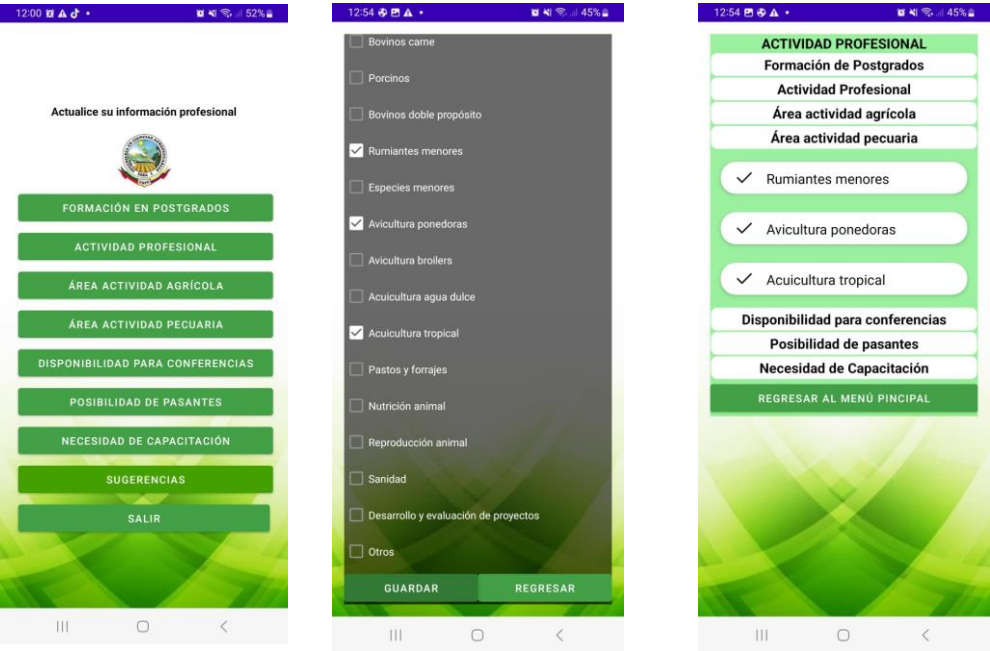 12:00
52%
Actualice su información profesional
FORMACIÓN EN POSTGRADOS
ACTIVIDAD PROFESIONAL
ÁREA ACTIVIDAD AGRÍCOLA
ÁREA ACTIVIDAD PECUARIA
DISPONIBILIDAD PARA CONFERENCIAS
POSIBILIDAD DE PASANTES
NECESIDAD DE CAPACITACIÓN
SUGERENCIAS
SALIR
12:54
45%
Bovinos carne
Porcinos
Bovinos doble propósito
Rumiantes menores
Especies menores
Avicultura ponedoras
Avicultura broilers
Acuicultura agua dulce
Acuicultura tropical
Pastos y forrajes
Nutrición animal
Reproducción animal
Sanidad
Desarrollo y evaluación de proyectos
Otros
GUARDAR
REGRESAR
12:54
45%
ACTIVIDAD PROFESIONAL
Formación de Postgrados
Actividad Profesional
Área actividad agrícola
Área actividad pecuaria
Rumiantes menores
Avicultura ponedoras
Acuicultura tropical
Disponibilidad para conferencias
Posibilidad de pasantes
Necesidad de Capacitación
REGRESAR AL MENÚ PINCIPAL